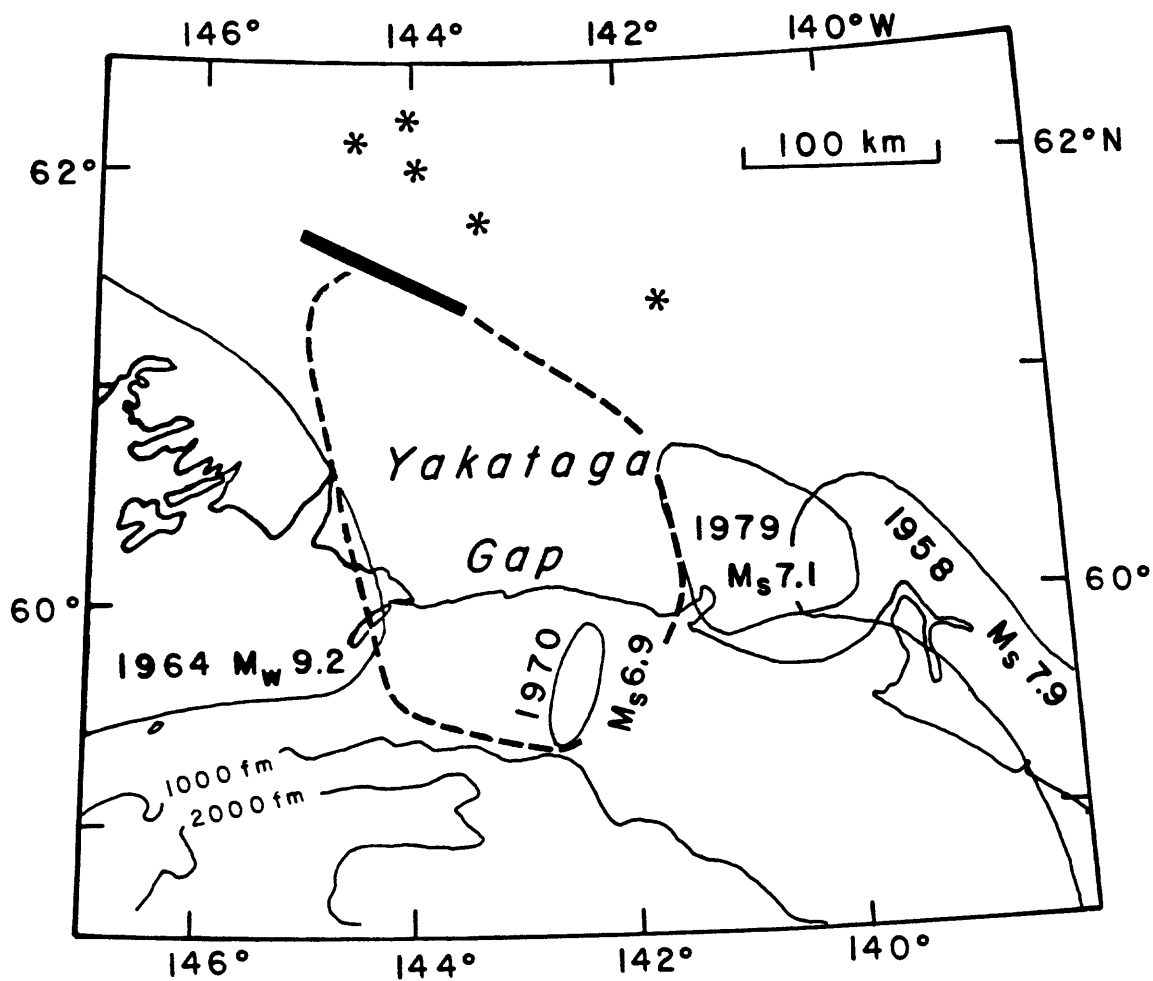 146° 144° 142° 140°W
100 km
62° 62°N
Yakataga
Gap
1979
Ms 7.1
1958
Ms 7.9
60° 60°
1964 Mw 9.2
1970
Ms 6.9
1000 fm
2000 fm
146° 144° 142° 140°